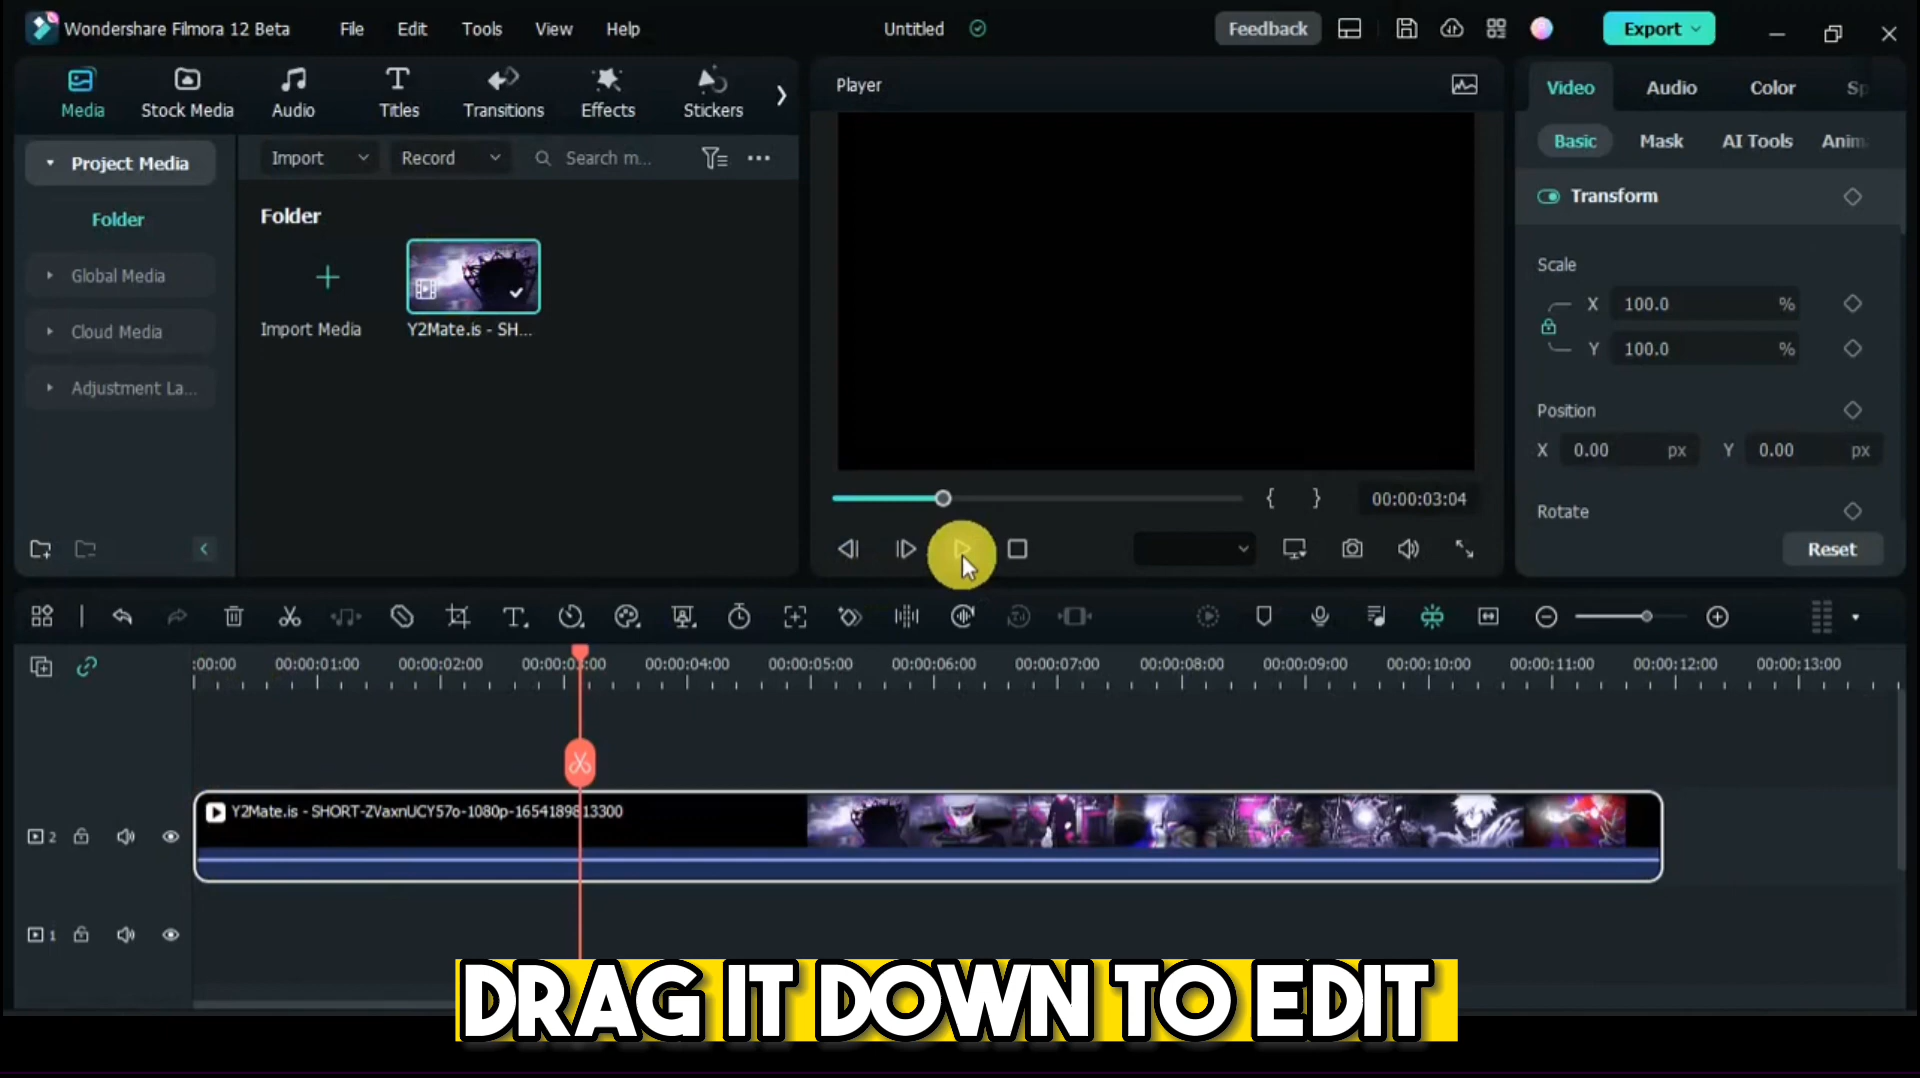 Wondershare Filmora 12 Beta
File
Edit
Tools
View
Help
Untitled
Feedback
Export
Media
Stock Media
Audio
Titles
Transitions
Effects
Stickers
Player
Video
Audio
Color
Sp
Basic
Mask
AI Tools
Anim
Project Media
Folder
Global Media
Cloud Media
Adjustment La...
Import
Record
Search m...
Folder
Import Media
Y2Mate.is - SH...
Transform
Scale
X 100.0 %
Y 100.0 %
Position
X 0.00 px Y 0.00 px
Rotate
Reset
{ } 00:00:03:04
:00:00 00:00:01:00 00:00:02:00 00:00:03:00 00:00:04:00 00:00:05:00 00:00:06:00 00:00:07:00 00:00:08:00 00:00:09:00 00:00:10:00 00:00:11:00 00:00:12:00 00:00:13:00
Y2Mate.is - SHORT-ZVaxnUCY57o-1080p-1654189813300
2
1
DRAG IT DOWN TO EDIT